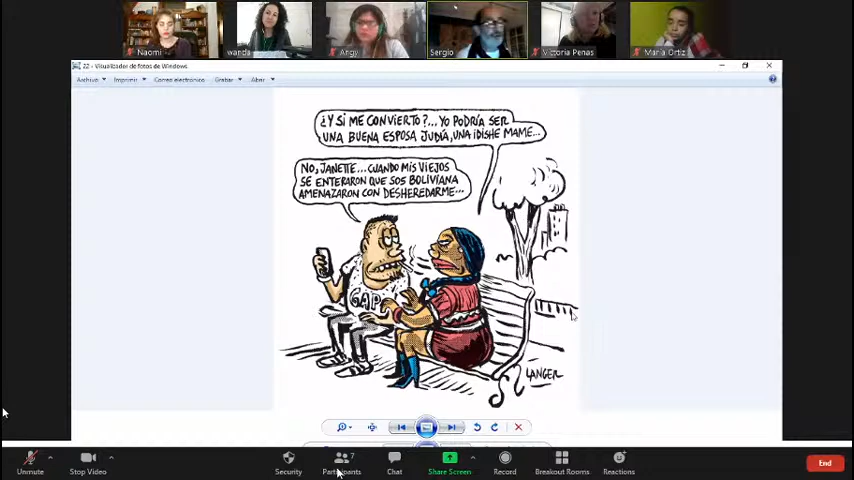 Naomi
wanda
Angy
Sergio
Victoria Penas
Maria Ortiz
22 - Visualizador de fotos de Windows
Archivo
Imprimir
Correo electrónico
Grabar
Abrir
¿Y SI ME CONVIERTO?... YO PODRÍA SER
UNA BUENA ESPOSA JUDÍA, UNA IDISHE MAME...
NO, JANETTE... CUANDO MIS VIEJOS
SE ENTERARON QUE SOS BOLIVIANA
AMENAZARON CON DESHEREDARME...
GAP
LANGER
Unmute
Stop Video
Security
Participants
7
Chat
Share Screen
Record
Breakout Rooms
Reactions
End